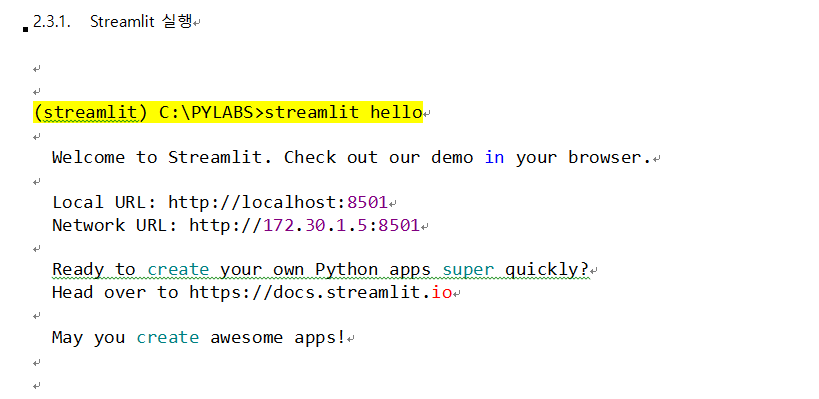 2.3.1. Streamlit 실행
(streamlit) C:\PYLABS>streamlit hello
Welcome to Streamlit. Check out our demo in your browser.
Local URL: http://localhost:8501
Network URL: http://172.30.1.5:8501
Ready to create your own Python apps super quickly?
Head over to https://docs.streamlit.io
May you create awesome apps!